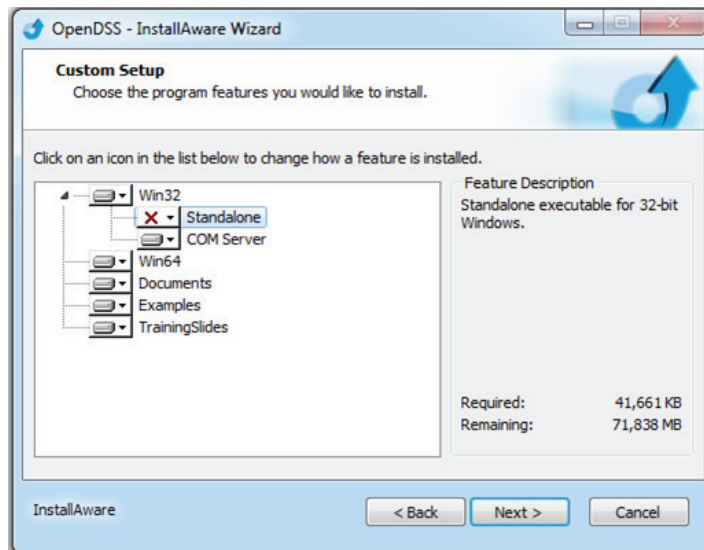 OpenDSS - InstallAware Wizard
Custom Setup
Choose the program features you would like to install.
Click on an icon in the list below to change how a feature is installed.
Win32
Standalone
COM Server
Win64
Documents
Examples
TrainingSlides
Feature Description
Standalone executable for 32-bit
Windows.
Required: 41,661 KB
Remaining: 71,838 MB
InstallAware
< Back
Next >
Cancel